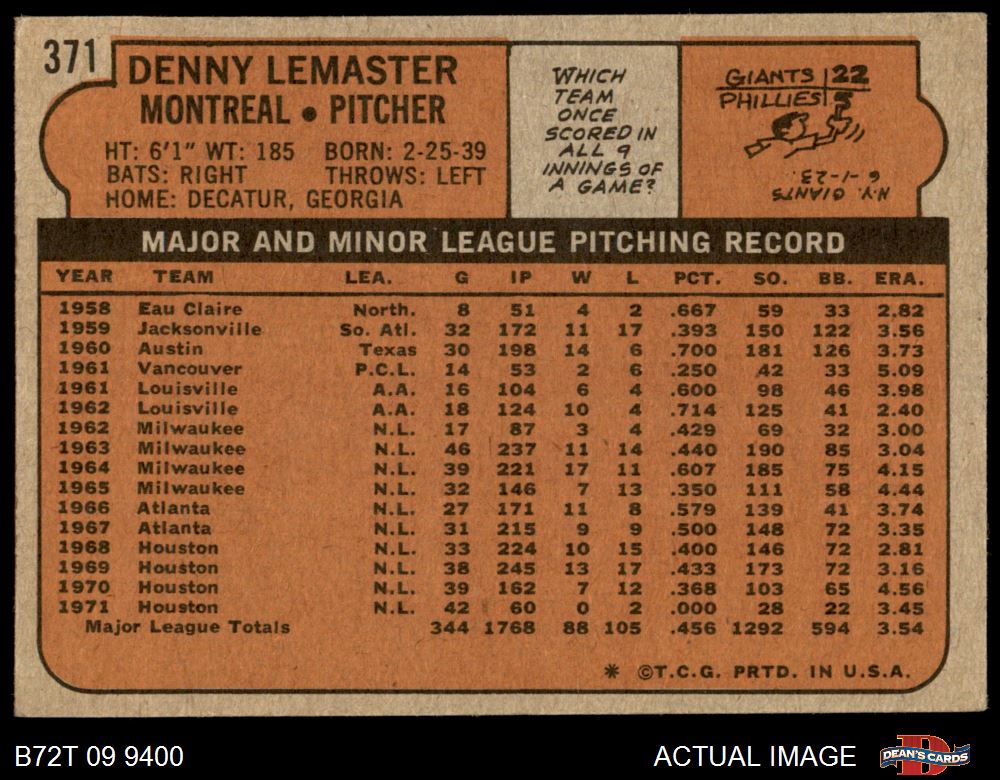 371
DENNY LEMASTER
MONTREAL • PITCHER
HT: 6'1" WT: 185 BORN: 2-25-39
BATS: RIGHT THROWS: LEFT
HOME: DECATUR, GEORGIA
WHICH
TEAM
ONCE
SCORED IN
ALL 9
INNINGS OF
A GAME?
GIANTS 22
PHILLIES 5
N.Y. GIANTS
6-1-23
MAJOR AND MINOR LEAGUE PITCHING RECORD
YEAR TEAM LEA. G IP W L PCT. SO. BB. ERA.
1958 Eau Claire North. 8 51 4 2 .667 59 33 2.82
1959 Jacksonville So. Atl. 32 172 11 17 .393 150 122 3.56
1960 Austin Texas 30 198 14 6 .700 181 126 3.73
1961 Vancouver P.C.L. 14 53 2 6 .250 42 33 5.09
1961 Louisville A.A. 16 104 6 4 .600 98 46 3.98
1962 Louisville A.A. 18 124 10 4 .714 125 41 2.40
1962 Milwaukee N.L. 17 87 3 4 .429 69 32 3.00
1963 Milwaukee N.L. 46 237 11 14 .440 190 85 3.04
1964 Milwaukee N.L. 39 221 17 11 .607 185 75 4.15
1965 Milwaukee N.L. 32 146 7 13 .350 111 58 4.44
1966 Atlanta N.L. 27 171 11 8 .579 139 41 3.74
1967 Atlanta N.L. 31 215 9 9 .500 148 72 3.35
1968 Houston N.L. 33 224 10 15 .400 146 72 2.81
1969 Houston N.L. 38 245 13 17 .433 173 72 3.16
1970 Houston N.L. 39 162 7 12 .368 103 65 4.56
1971 Houston N.L. 42 60 0 2 .000 28 22 3.45
Major League Totals 344 1768 88 105 .456 1292 594 3.54
* ©T.C.G. PRTD. IN U.S.A.
B72T 09 9400
ACTUAL IMAGE
DEAN'S CARDS